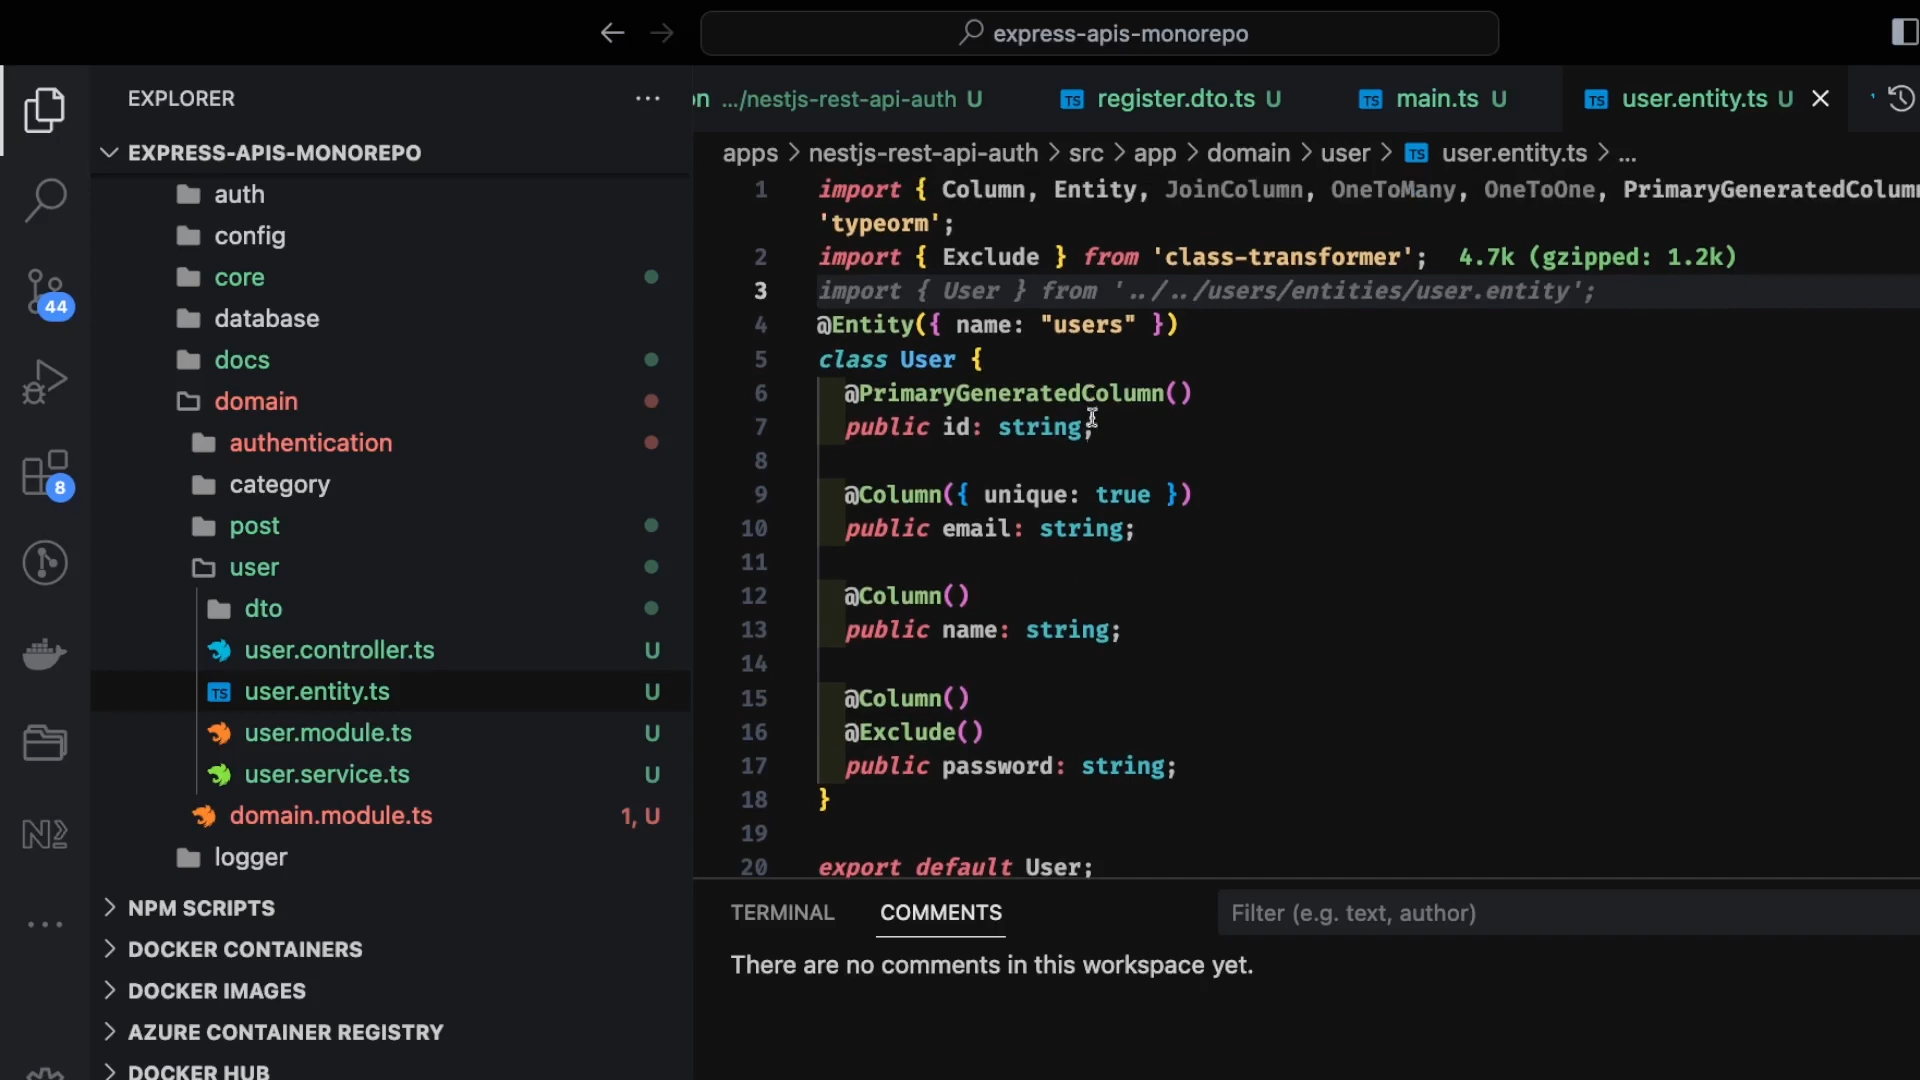 express-apis-monorepo
EXPLORER
EXPRESS-APIS-MONOREPO
auth
config
core
database
docs
domain
authentication
category
post
user
dto
user.controller.ts U
user.entity.ts U
user.module.ts U
user.service.ts U
domain.module.ts 1, U
logger
NPM SCRIPTS
DOCKER CONTAINERS
DOCKER IMAGES
AZURE CONTAINER REGISTRY
DOCKER HUB
44
8
on .../nestjs-rest-api-auth U
TS register.dto.ts U
TS main.ts U
TS user.entity.ts U
apps > nestjs-rest-api-auth > src > app > domain > user > TS user.entity.ts > ...
1 import { Column, Entity, JoinColumn, OneToMany, OneToOne, PrimaryGeneratedColumn
'typeorm';
2 import { Exclude } from 'class-transformer'; 4.7k (gzipped: 1.2k)
3 import { User } from '../../users/entities/user.entity';
4 @Entity({ name: "users" })
5 class User {
6 @PrimaryGeneratedColumn()
7 public id: string;
8
9 @Column({ unique: true })
10 public email: string;
11
12 @Column()
13 public name: string;
14
15 @Column()
16 @Exclude()
17 public password: string;
18 }
19
20 export default User;
TERMINAL
COMMENTS
Filter (e.g. text, author)
There are no comments in this workspace yet.